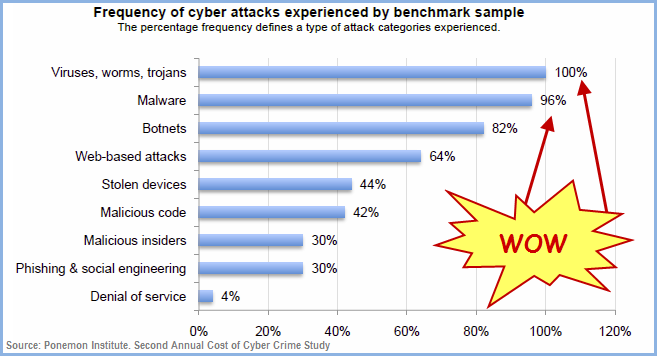 Frequency of cyber attacks experienced by benchmark sample
The percentage frequency defines a type of attack categories experienced.
Viruses, worms, trojans 100%
Malware 96%
Botnets 82%
Web-based attacks 64%
Stolen devices 44%
Malicious code 42%
Malicious insiders 30%
WOW
Phishing & social engineering 30%
Denial of service 4%
0% 20% 40% 60% 80% 100% 120%
Source: Ponemon Institute. Second Annual Cost of Cyber Crime Study